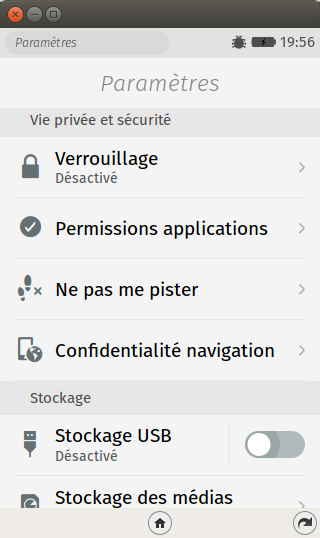 Paramètres
19:56
Paramètres
Vie privée et sécurité
Verrouillage
Désactivé
Permissions applications
Ne pas me pister
Confidentialité navigation
Stockage
Stockage USB
Désactivé
Stockage des médias